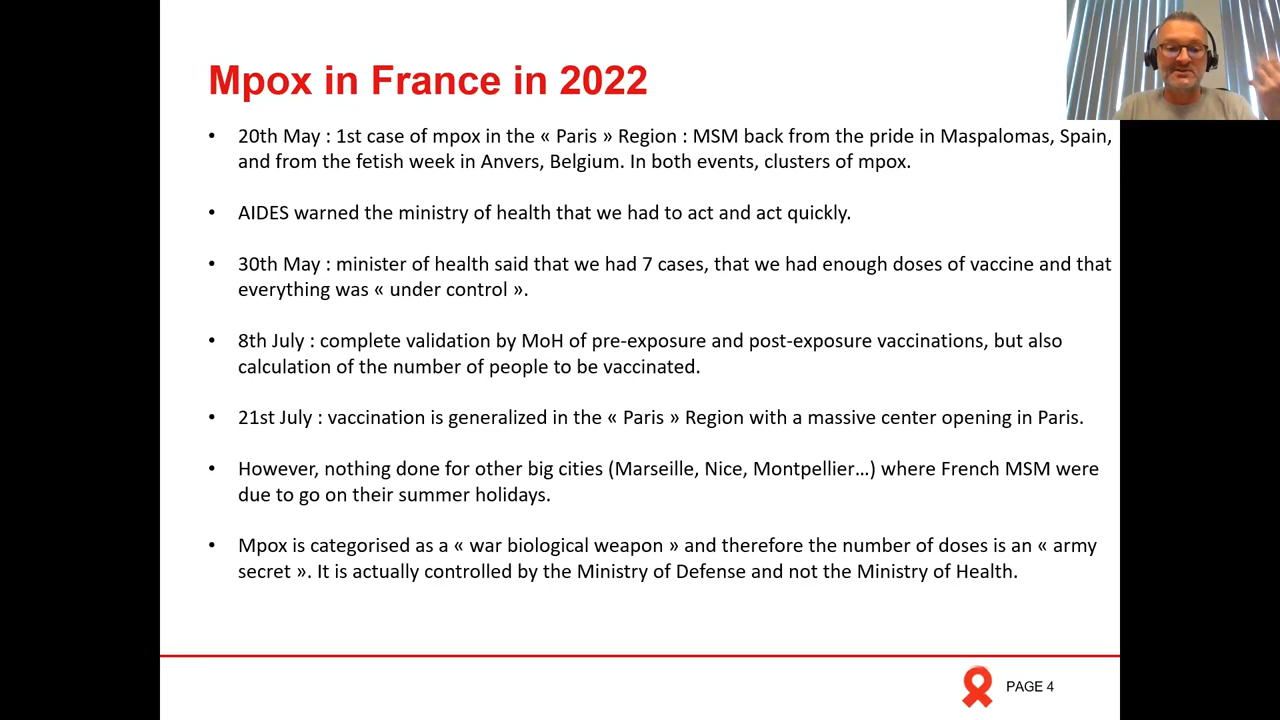 Mpox in France in 2022
• 20th May : 1st case of mpox in the « Paris » Region : MSM back from the pride in Maspalomas, Spain,
and from the fetish week in Anvers, Belgium. In both events, clusters of mpox.
• AIDES warned the ministry of health that we had to act and act quickly.
• 30th May : minister of health said that we had 7 cases, that we had enough doses of vaccine and that
everything was « under control ».
• 8th July : complete validation by MoH of pre-exposure and post-exposure vaccinations, but also
calculation of the number of people to be vaccinated.
• 21st July : vaccination is generalized in the « Paris » Region with a massive center opening in Paris.
• However, nothing done for other big cities (Marseille, Nice, Montpellier…) where French MSM were
due to go on their summer holidays.
• Mpox is categorised as a « war biological weapon » and therefore the number of doses is an « army
secret ». It is actually controlled by the Ministry of Defense and not the Ministry of Health.
PAGE 4